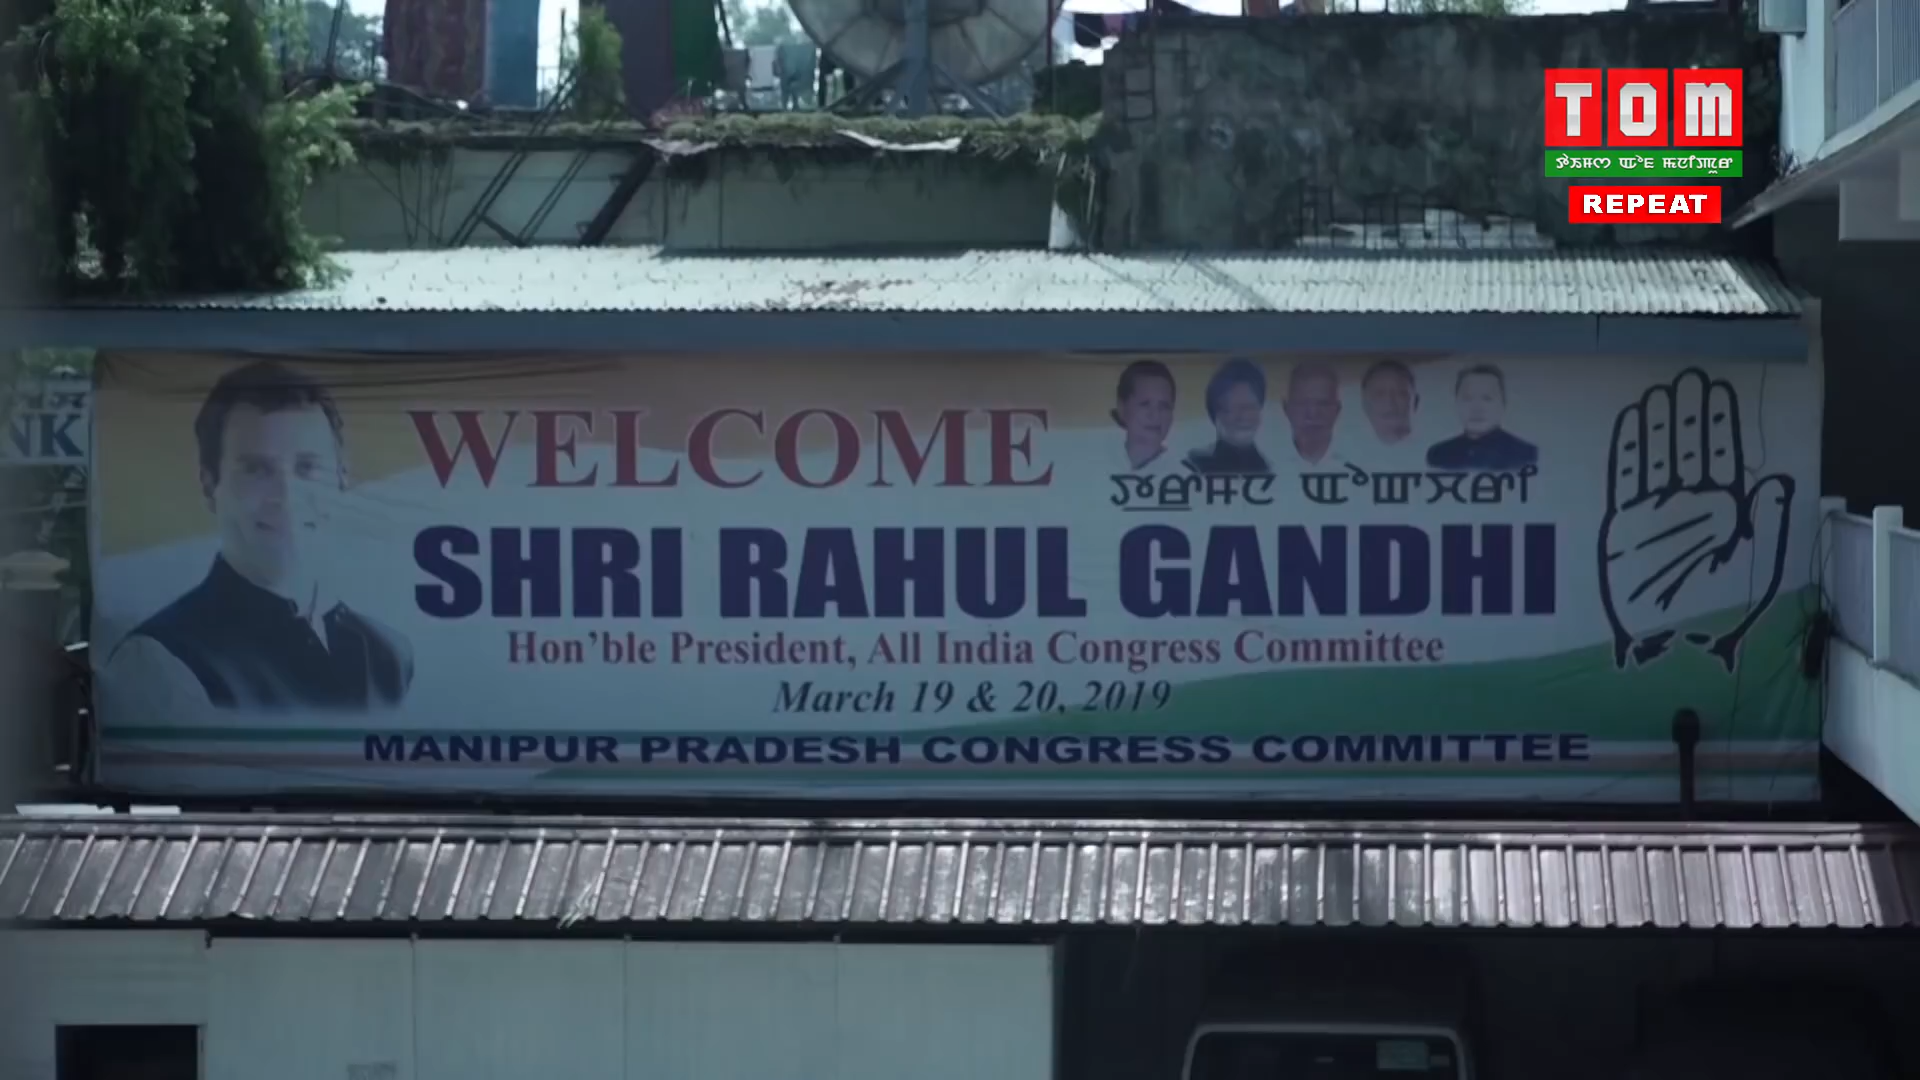 TOM
REPEAT
NK
WELCOME
SHRI RAHUL GANDHI
Hon'ble President, All India Congress Committee
March 19 & 20, 2019
MANIPUR PRADESH CONGRESS COMMITTEE